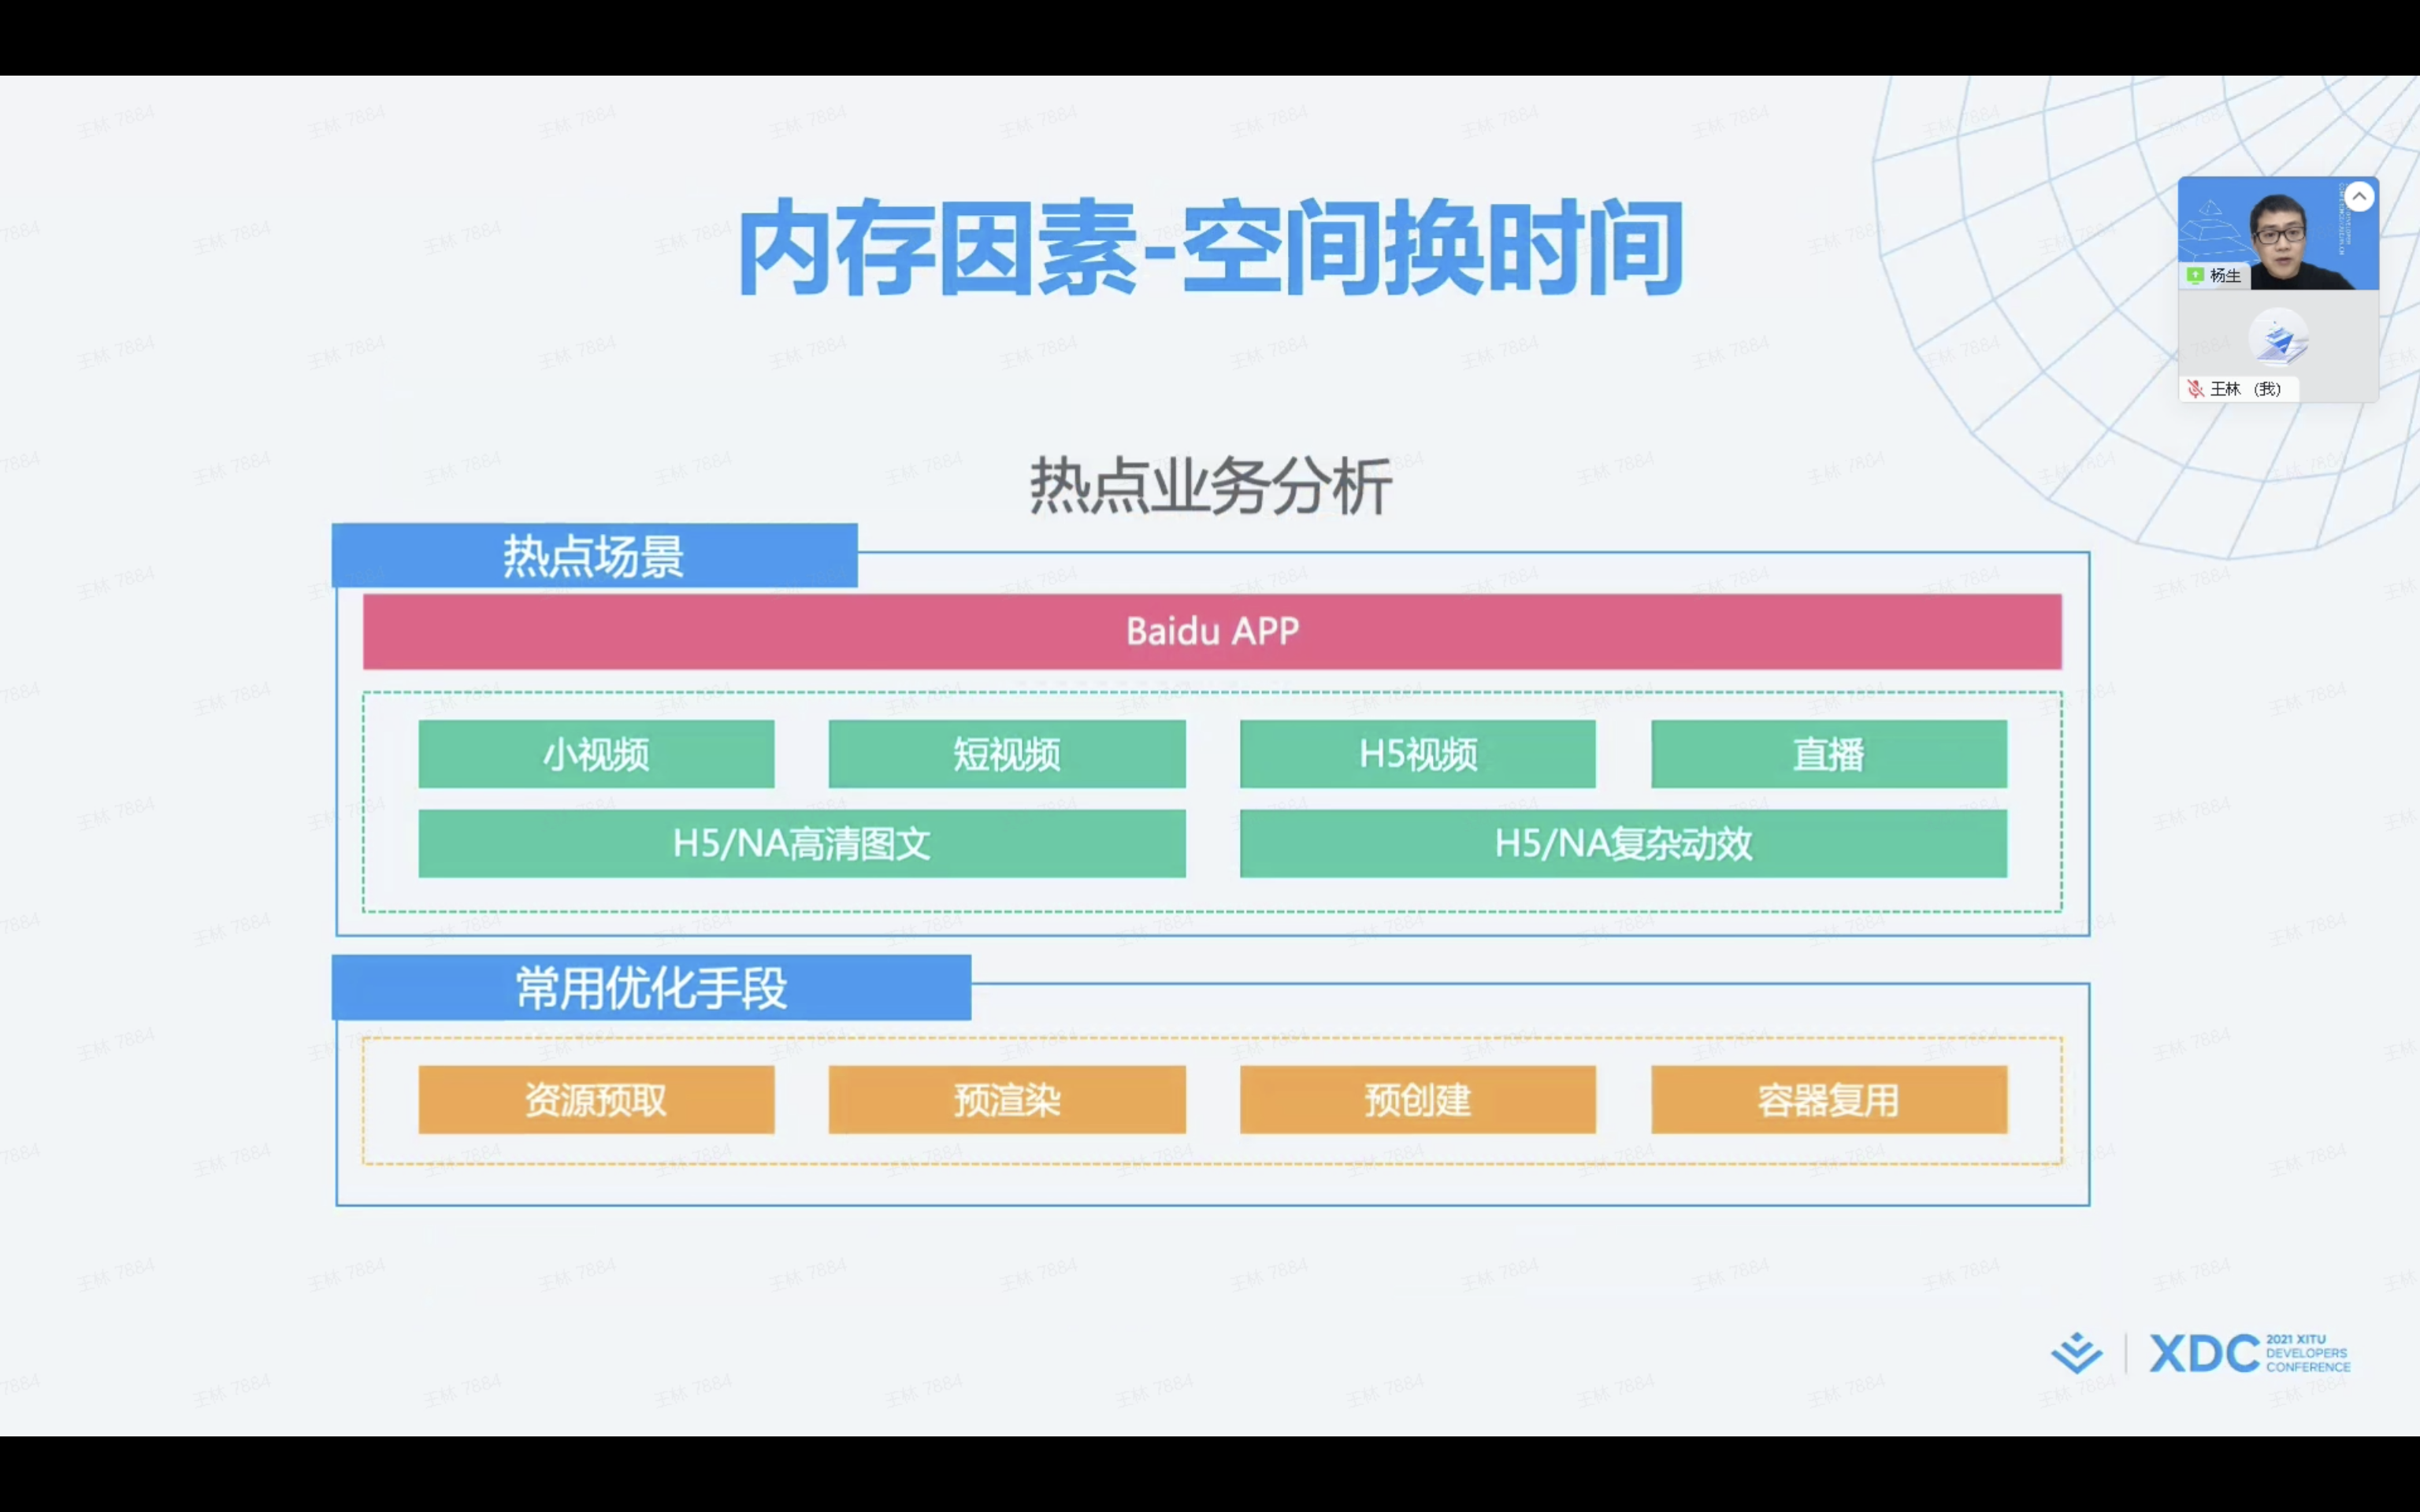 内存因素-空间换时间
杨生
王林 (我)
热点业务分析
热点场景
Baidu APP
小视频
短视频
H5视频
直播
H5/NA高清图文
H5/NA复杂动效
常用优化手段
资源预取
预渲染
预创建
容器复用
XDC
2021 XITU
DEVELOPERS
CONFERENCE
王林 7884